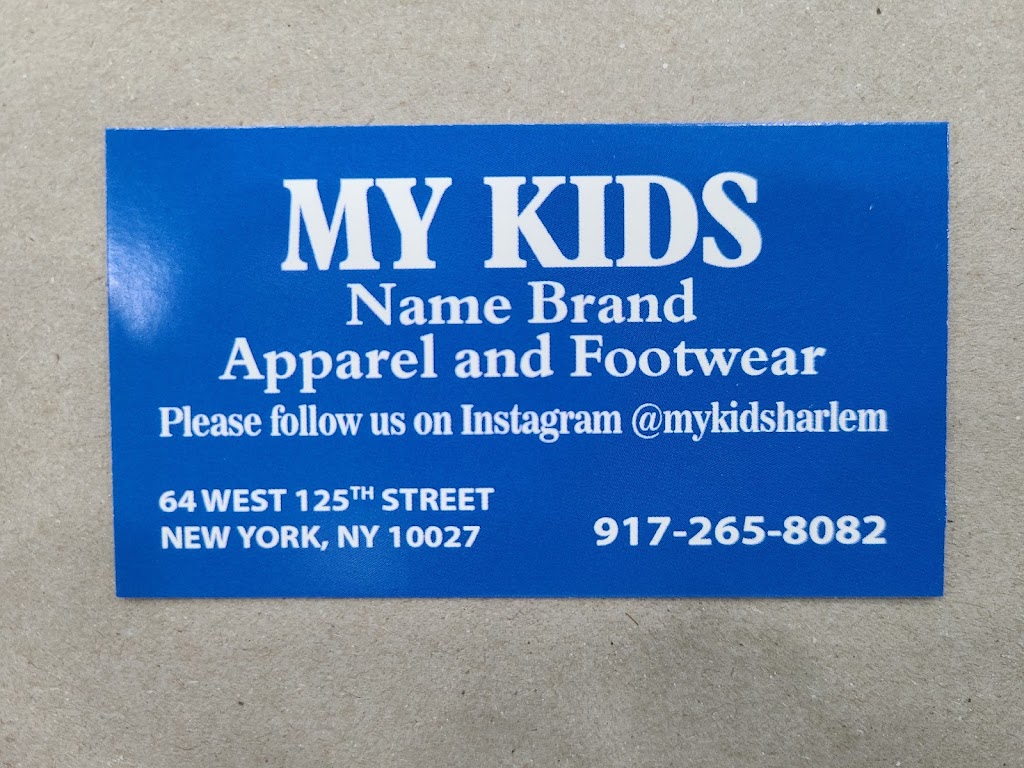 MY KIDS
Name Brand
Apparel and Footwear
Please follow us on Instagram @mykidsharlem
64 WEST 125TH STREET
NEW YORK, NY 10027
917-265-8082